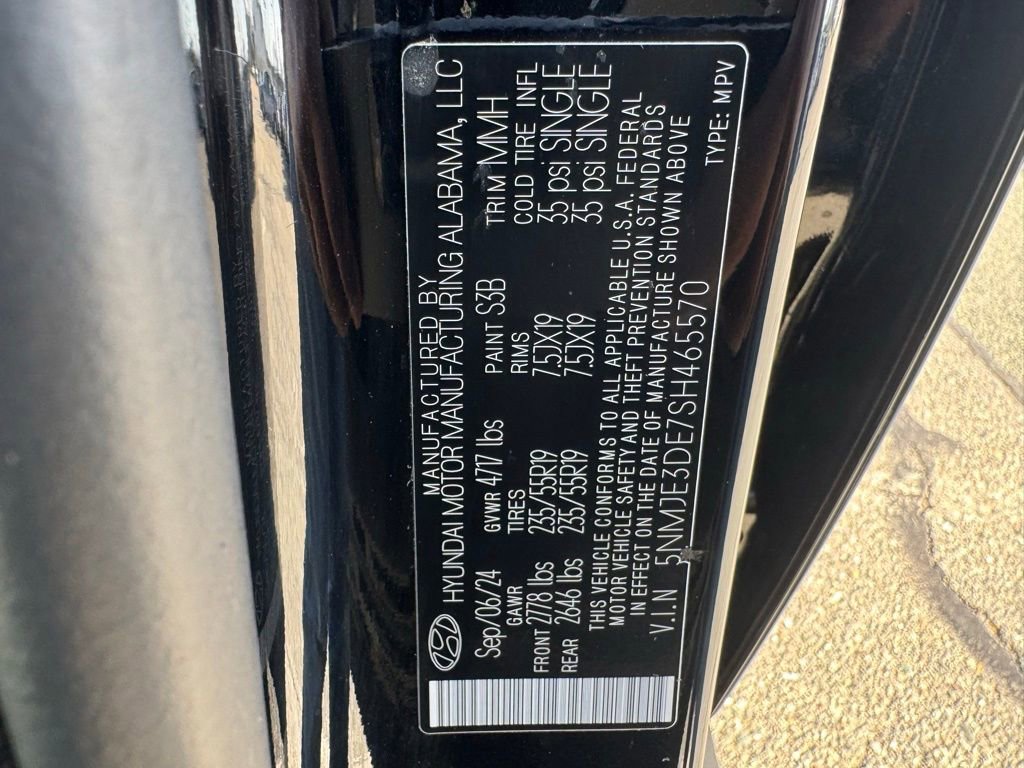 MANUFACTURED BY
HYUNDAI MOTOR MANUFACTURING ALABAMA, LLC
Sep/06/24 GVWR 4717 lbs PAINT S3B TRIM MMH
GAWR TIRES RIMS COLD TIRE INFL
FRONT 2778 lbs 235/55R19 7.5JX19 35 psi SINGLE
REAR 2646 lbs 235/55R19 7.5JX19 35 psi SINGLE
THIS VEHICLE CONFORMS TO ALL APPLICABLE U.S.A. FEDERAL
MOTOR VEHICLE SAFETY AND THEFT PREVENTION STANDARDS
IN EFFECT ON THE DATE OF MANUFACTURE SHOWN ABOVE
V.I.N 5NMJE3DE7SH465570 TYPE: MPV